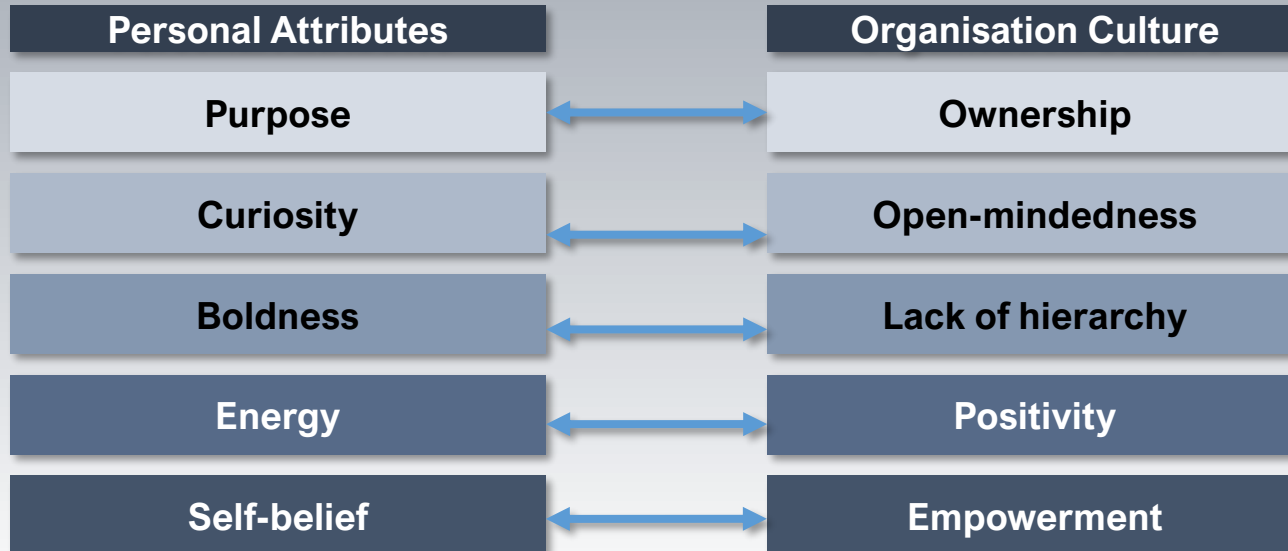 Personal Attributes
Organisation Culture
Purpose
Ownership
Curiosity
Open-mindedness
Boldness
Lack of hierarchy
Energy
Positivity
Self-belief
Empowerment